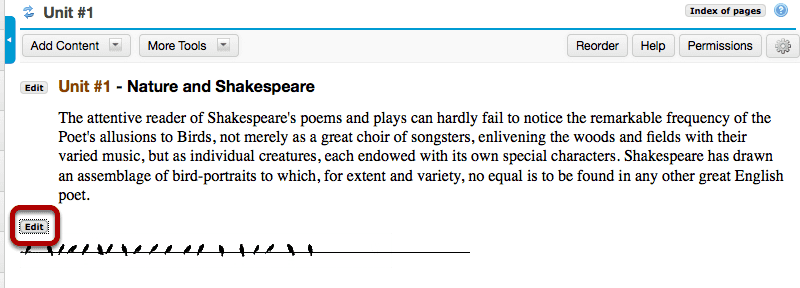 Unit #1
Index of pages
Add Content
More Tools
Reorder
Help
Permissions
Edit
Unit #1 - Nature and Shakespeare
The attentive reader of Shakespeare's poems and plays can hardly fail to notice the remarkable frequency of the
Poet's allusions to Birds, not merely as a great choir of songsters, enlivening the woods and fields with their
varied music, but as individual creatures, each endowed with its own special characters. Shakespeare has drawn
an assemblage of bird-portraits to which, for extent and variety, no equal is to be found in any other great English
poet.
Edit